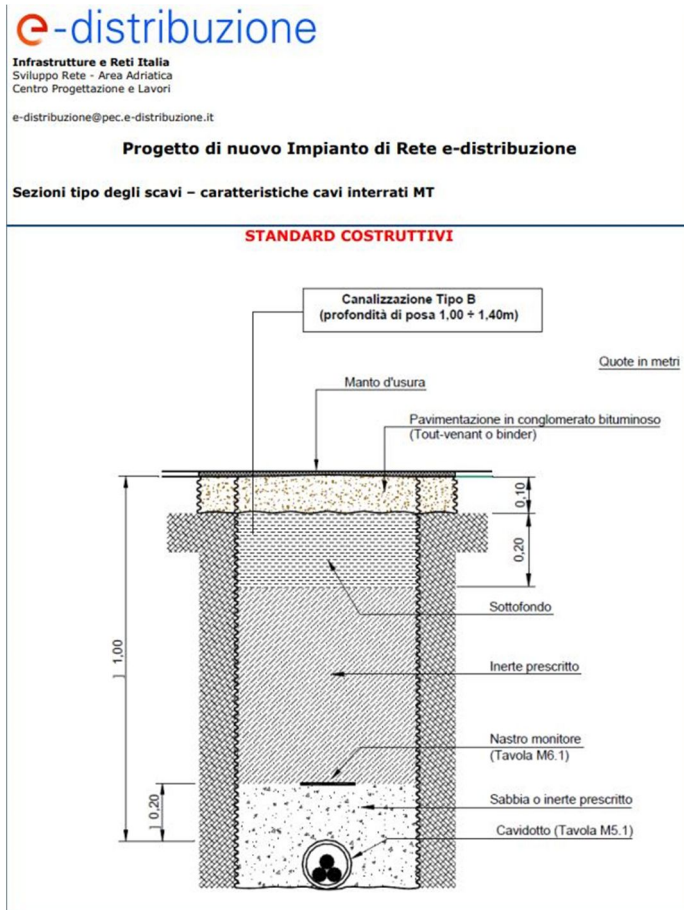 e-distribuzione
Infrastrutture e Reti Italia
Sviluppo Rete - Area Adriatica
Centro Progettazione e Lavori
e-distribuzione@pec.e-distribuzione.it
Progetto di nuovo Impianto di Rete e-distribuzione
Sezioni tipo degli scavi – caratteristiche cavi interrati MT
STANDARD COSTRUTTIVI
Canalizzazione Tipo B
(profondità di posa 1,00 ÷ 1,40m)
Quote in metri
Manto d'usura
Pavimentazione in conglomerato bituminoso
(Tout-venant o binder)
0,10
0,20
Sottofondo
] 1,00
Inerte prescritto
Nastro monitore
(Tavola M6.1)
] 0,20
Sabbia o inerte prescritto
Cavidotto (Tavola M5.1)